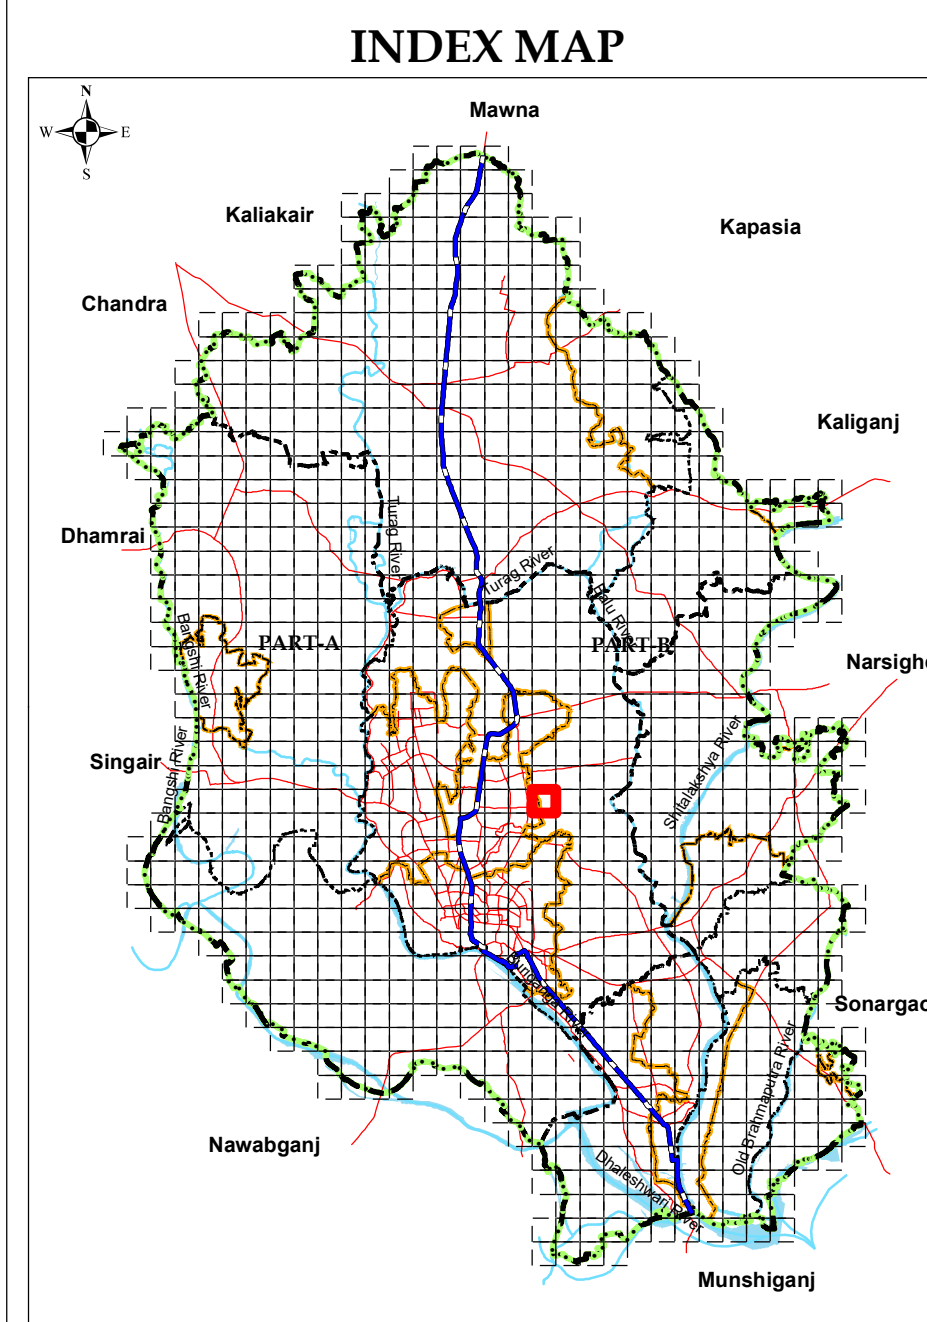 INDEX MAP
N
W E
S
Mawna
Kaliakair
Kapasia
Chandra
Kaliganj
Dhamrai
Turag River
Turag River
Balu River
Bangshi River
PART-A
PART-B
Narsigh
Singair
Bangshi River
Shitalakshya River
Buriganga River
Sonargao
Old Brahmaputra River
Nawabganj
Dhaleshwari River
Munshiganj